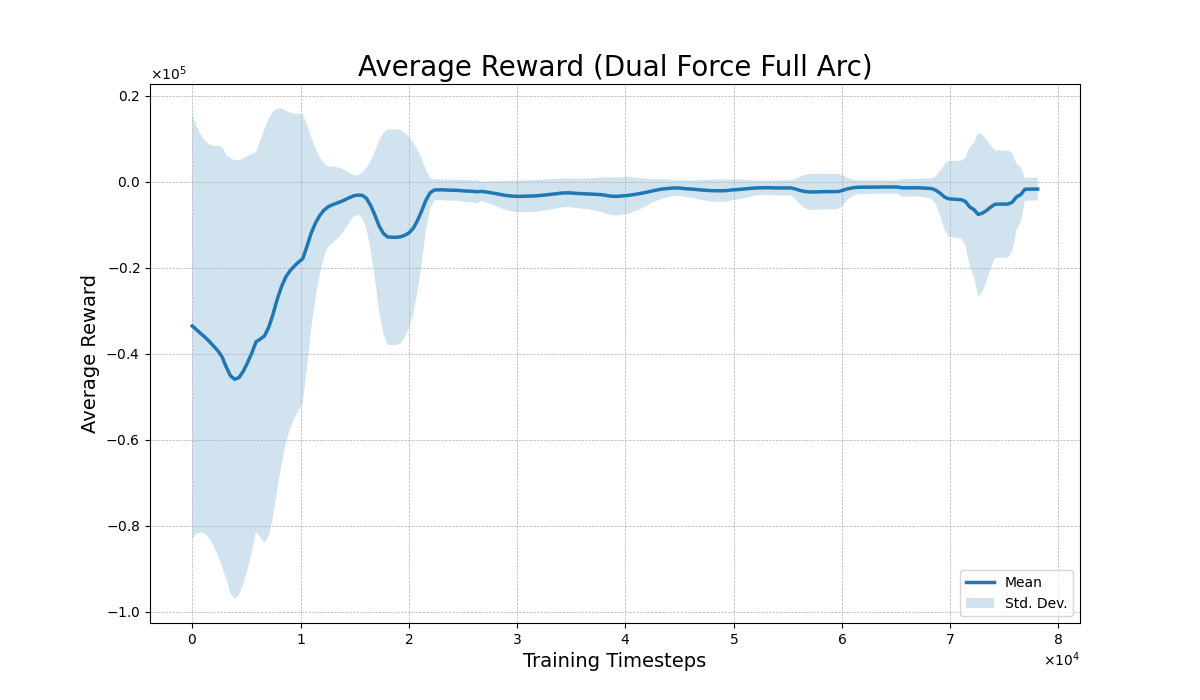 Average Reward (Dual Force Full Arc)
×10⁵
0.2
0.0
−0.2
−0.4
−0.6
−0.8
−1.0
Average Reward
Mean
Std. Dev.
0 1 2 3 4 5 6 7 8
Training Timesteps
×10⁴